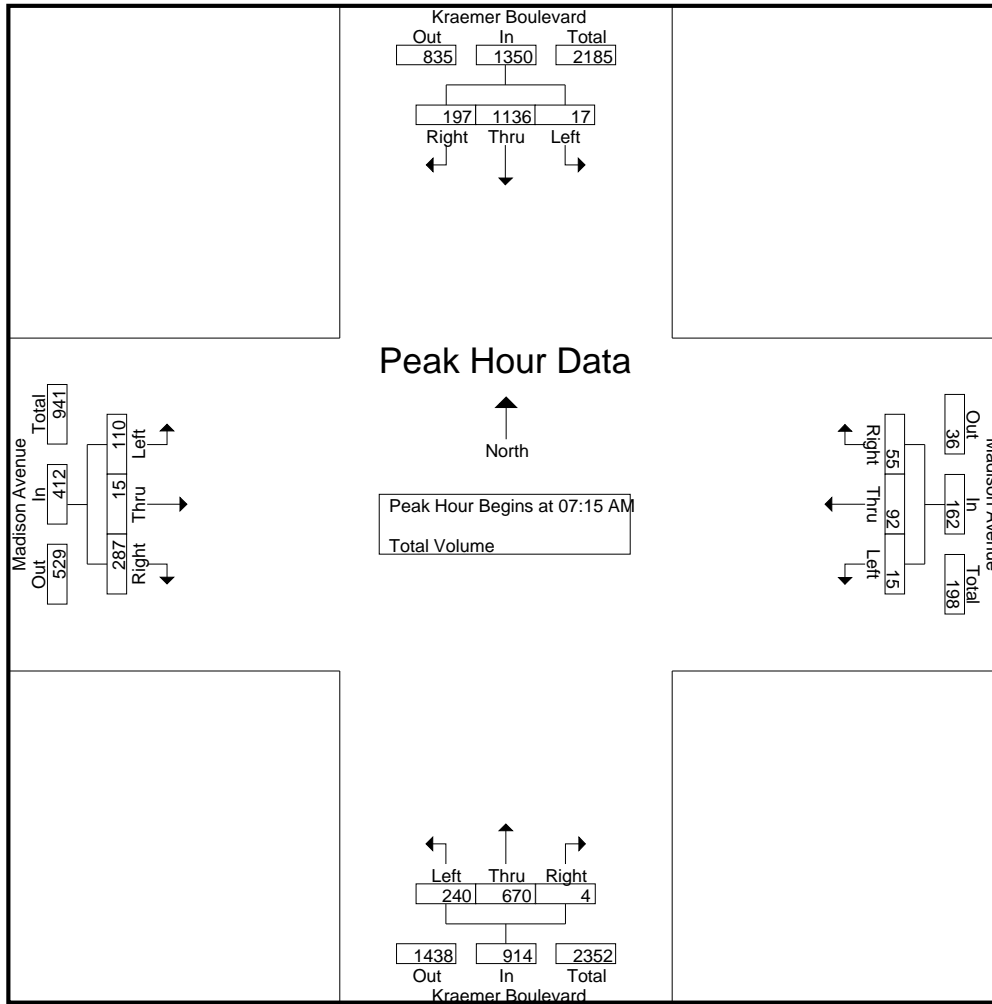 Kraemer Boulevard
Out In Total
835 1350 2185
197 1136 17
Right Thru Left
Peak Hour Data
North
Peak Hour Begins at 07:15 AM
Total Volume
Madison Avenue
Out In Total
529 412 941
Right Thru Left
287 15 110
Madison Avenue
Out In Total
36 162 198
55 92 15
Right Thru Left
Left Thru Right
240 670 4
1438 914 2352
Out In Total
Kraemer Boulevard